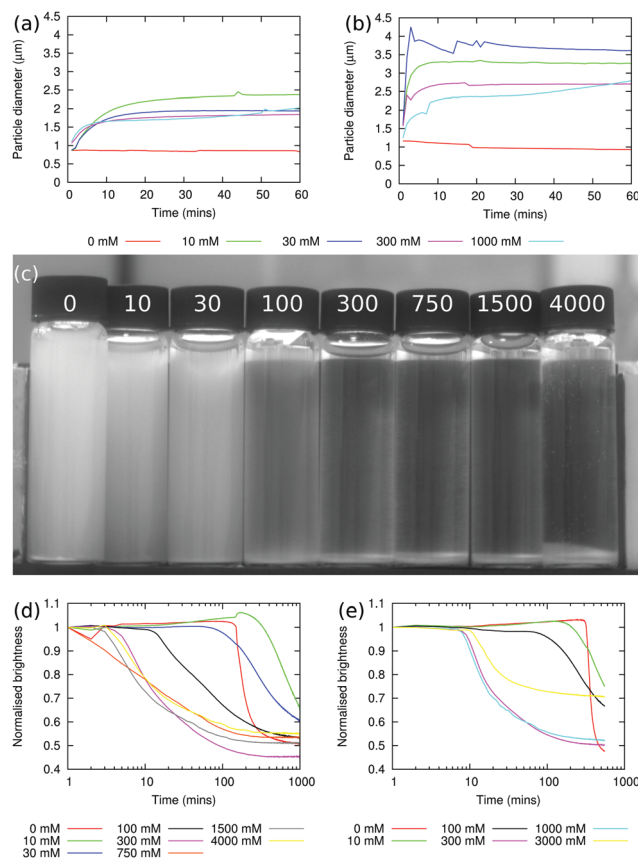 (a)
Particle diameter (μm)
4.5
4
3.5
3
2.5
2
1.5
1
0.5
0
0 10 20 30 40 50 60
Time (mins)
(b)
Particle diameter (μm)
4.5
4
3.5
3
2.5
2
1.5
1
0.5
0
0 10 20 30 40 50 60
Time (mins)
0 mM 10 mM 30 mM 300 mM 1000 mM
(c)
0 10 30 100 300 750 1500 4000
(d)
Normalised brightness
1.1
1
0.9
0.8
0.7
0.6
0.5
0.4
1 10 100 1000
Time (mins)
0 mM 100 mM 1500 mM
10 mM 300 mM 4000 mM
30 mM 750 mM
(e)
Normalised brightness
1.1
1
0.9
0.8
0.7
0.6
0.5
0.4
1 10 100 1000
Time (mins)
0 mM 100 mM 1000 mM
10 mM 300 mM 3000 mM